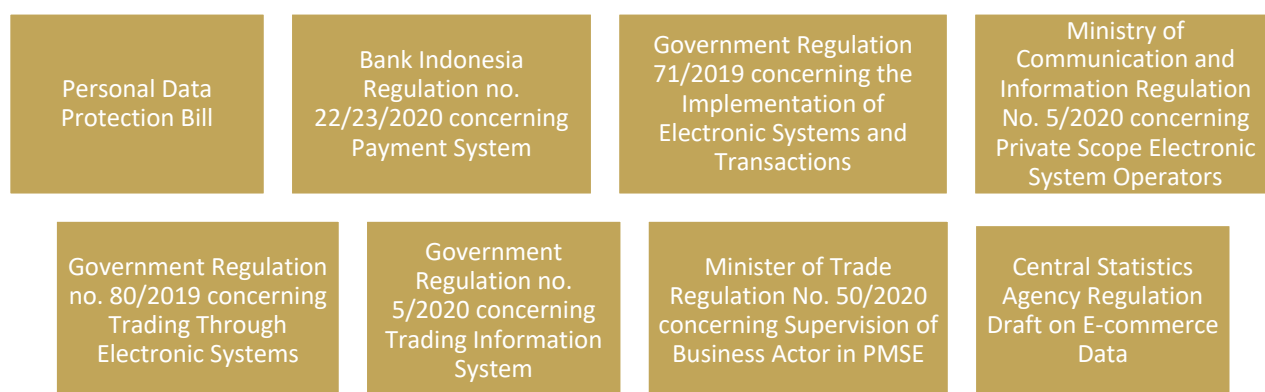 Personal Data
Protection Bill
Bank Indonesia
Regulation no.
22/23/2020 concerning
Payment System
Government Regulation
71/2019 concerning the
Implementation of
Electronic Systems and
Transactions
Ministry of
Communication and
Information Regulation
No. 5/2020 concerning
Private Scope Electronic
System Operators
Government Regulation
no. 80/2019 concerning
Trading Through
Electronic Systems
Government
Regulation no.
5/2020 concerning
Trading Information
System
Minister of Trade
Regulation No. 50/2020
concerning Supervision of
Business Actor in PMSE
Central Statistics
Agency Regulation
Draft on E-commerce
Data